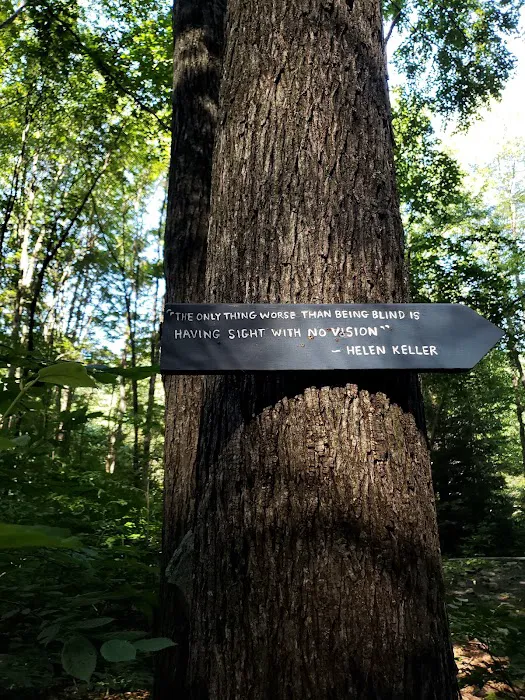 "THE ONLY THING WORSE THAN BEING BLIND IS
HAVING SIGHT WITH NO VISION"
- HELEN KELLER